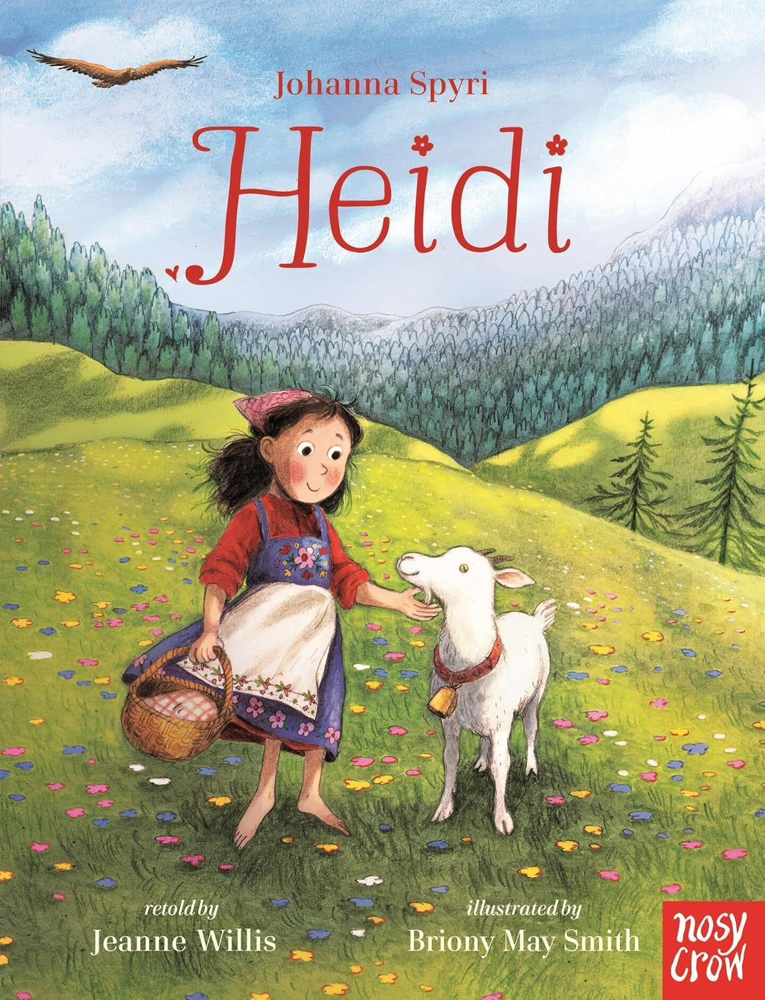 Johanna Spyri
Heidi
retold by
Jeanne Willis
illustrated by
Briony May Smith
nosy
crow